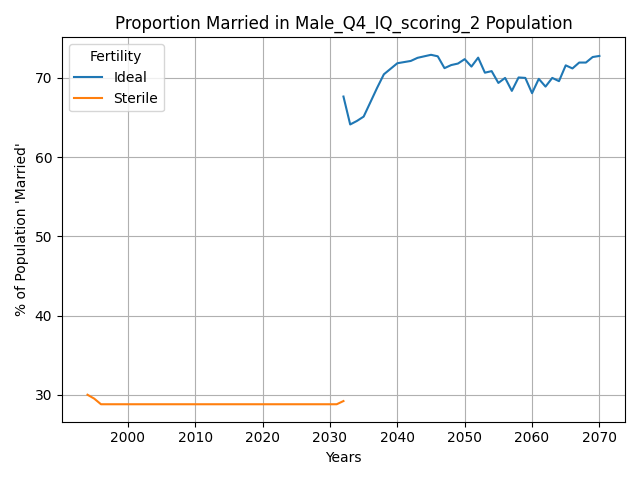 Proportion Married in Male_Q4_IQ_scoring_2 Population
Fertility
Ideal
Sterile
% of Population 'Married'
70
60
50
40
30
2000
2010
2020
2030
2040
2050
2060
2070
Years